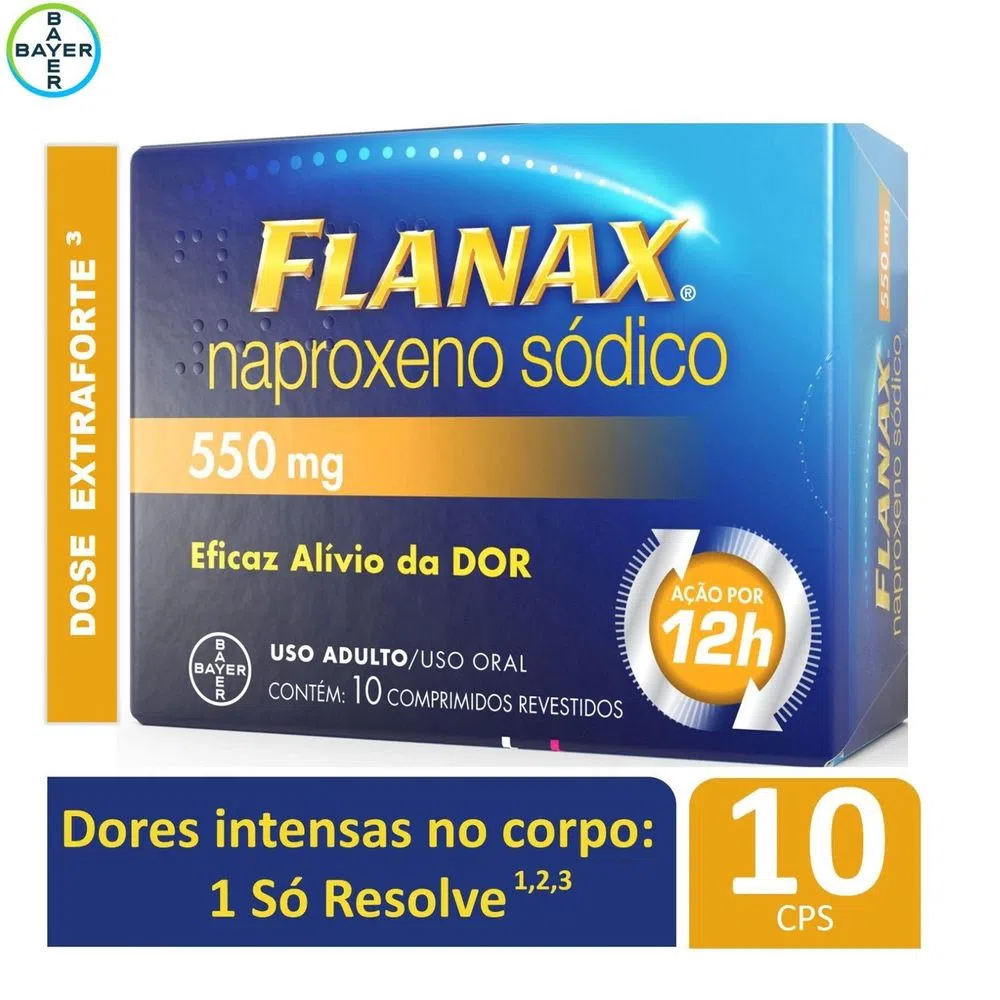 BAYER
BAYER
DOSE EXTRAFORTE ³
FLANAX®
naproxeno sódico
550 mg
Eficaz Alívio da DOR
AÇÃO POR
12h
BAYER
BAYER
USO ADULTO/USO ORAL
CONTÉM: 10 COMPRIMIDOS REVESTIDOS
550 mg
FLANAX
naproxeno sódico
Dores intensas no corpo:
1 Só Resolve 1,2,3
10
CPS